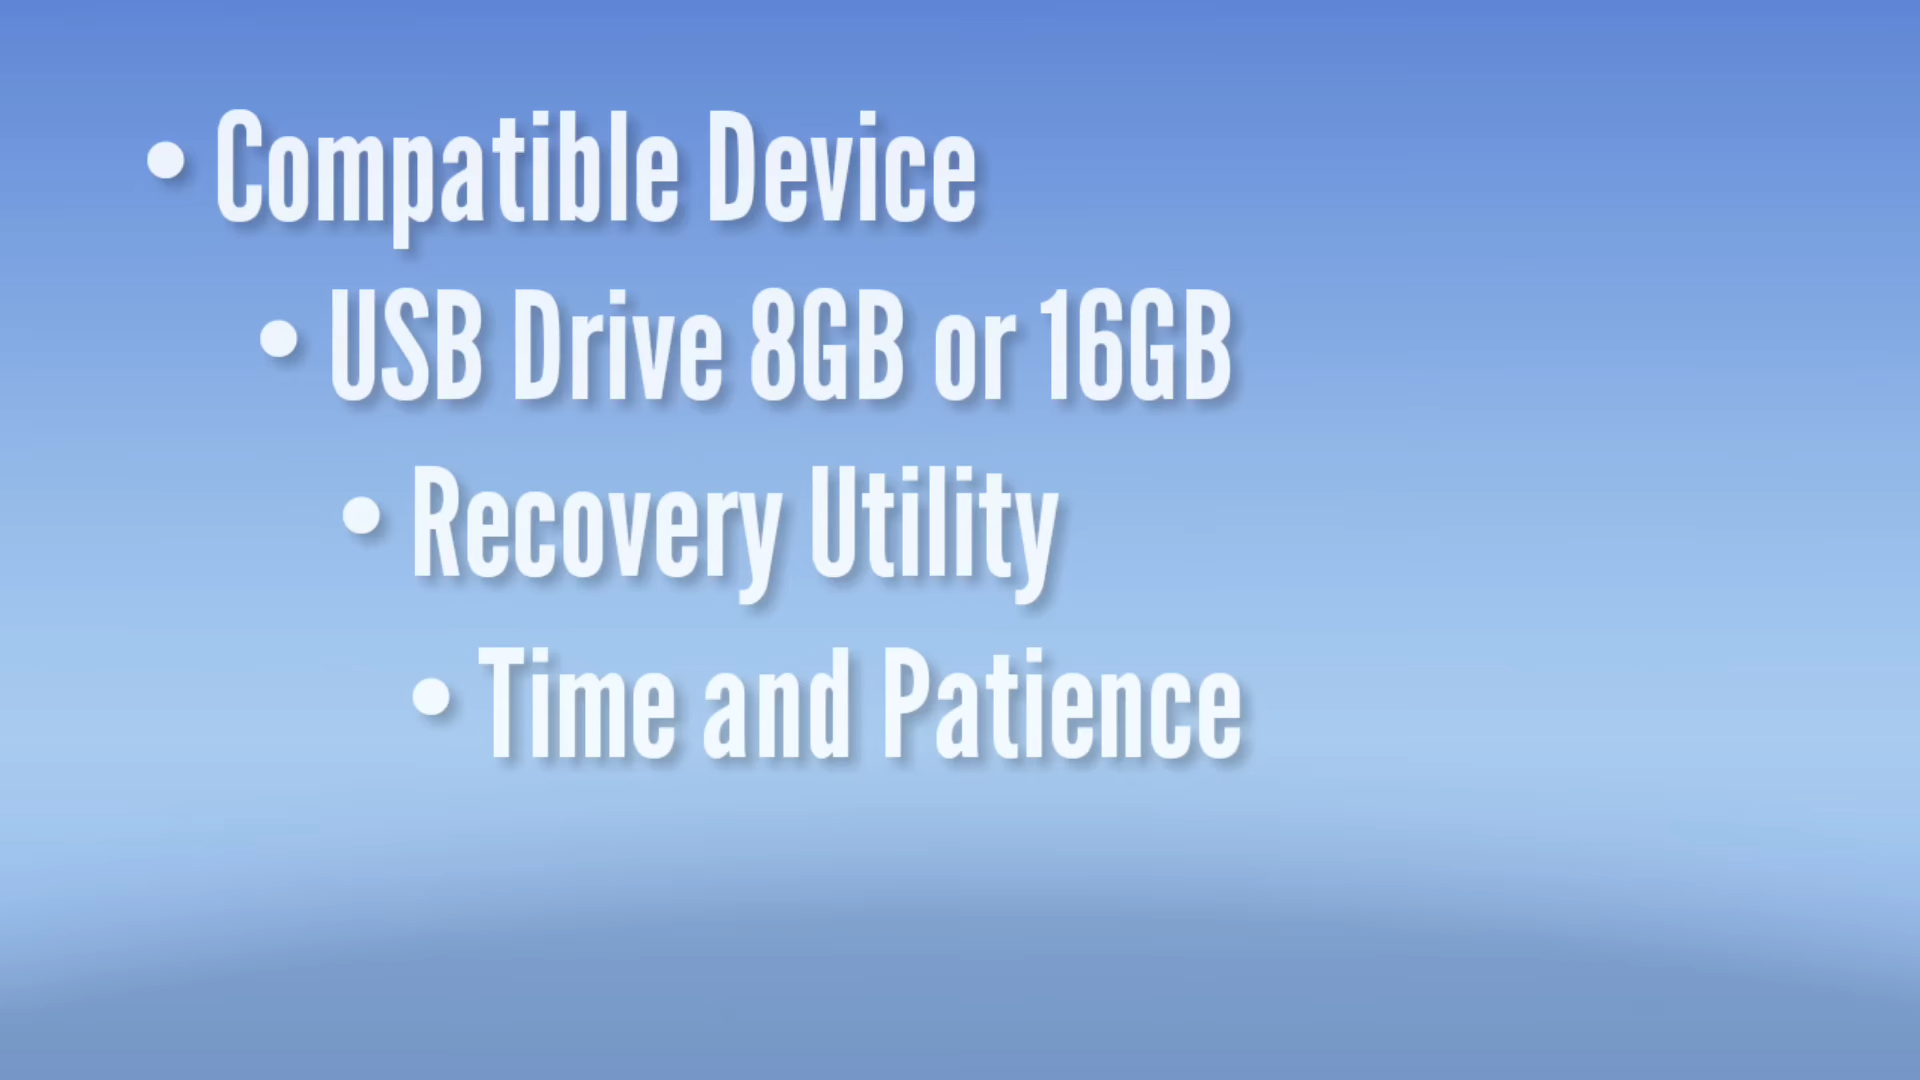 • Compatible Device
• USB Drive 8GB or 16GB
• Recovery Utility
• Time and Patience